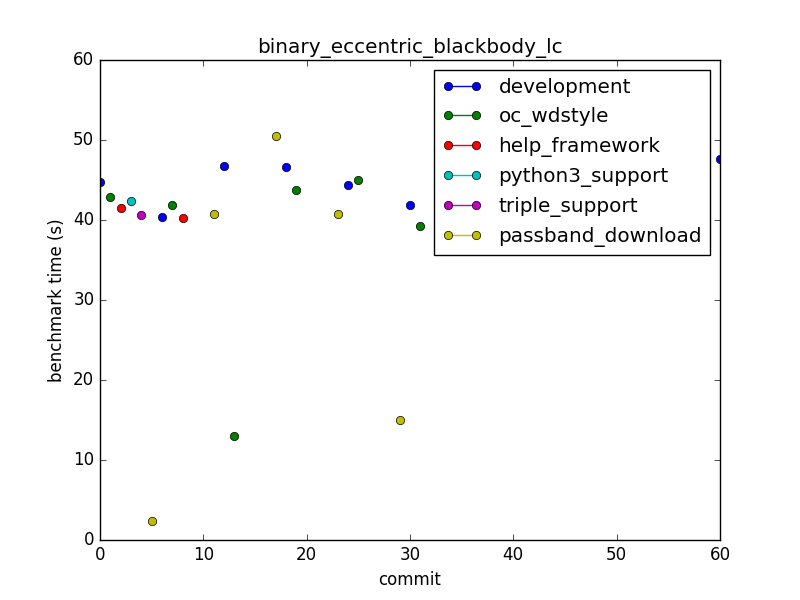 binary_eccentric_blackbody_lc
60
50
40
30
20
10
0
benchmark time (s)
development
oc_wdstyle
help_framework
python3_support
triple_support
passband_download
0 10 20 30 40 50 60
commit